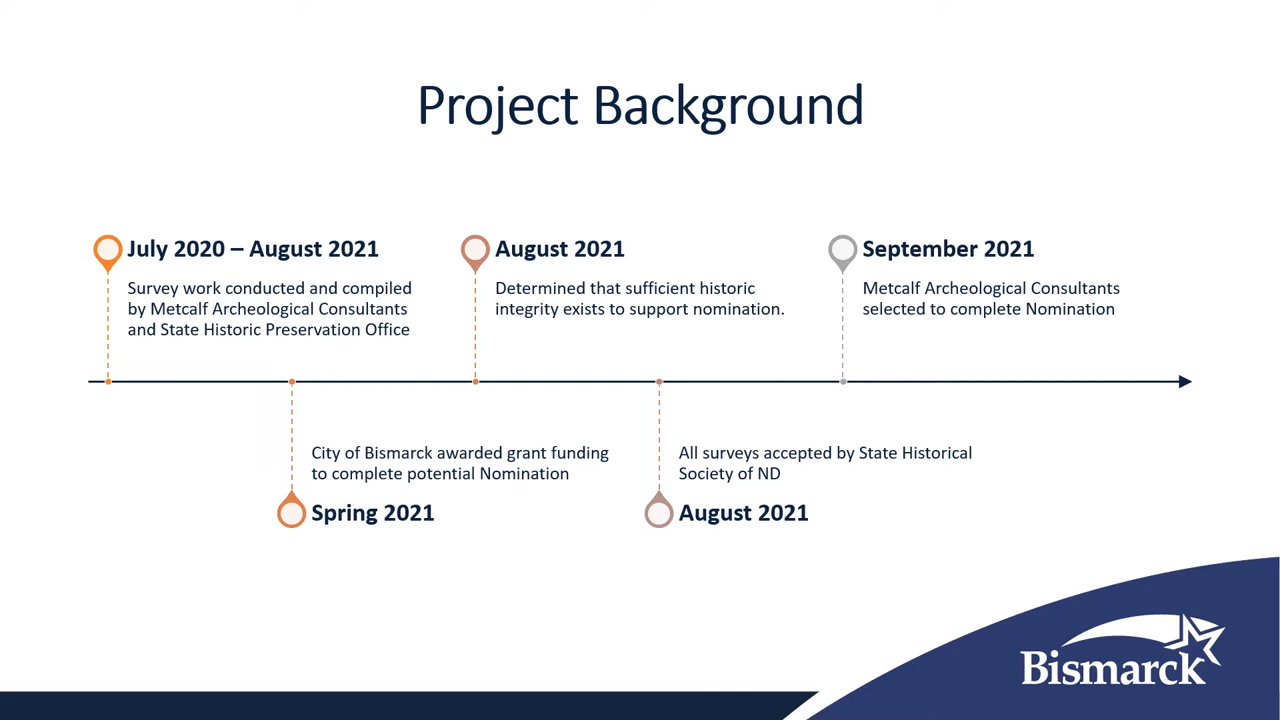 Project Background
July 2020 – August 2021
Survey work conducted and compiled
by Metcalf Archeological Consultants
and State Historic Preservation Office
City of Bismarck awarded grant funding
to complete potential Nomination
Spring 2021
August 2021
Determined that sufficient historic
integrity exists to support nomination.
All surveys accepted by State Historical
Society of ND
August 2021
September 2021
Metcalf Archeological Consultants
selected to complete Nomination
Bismarck